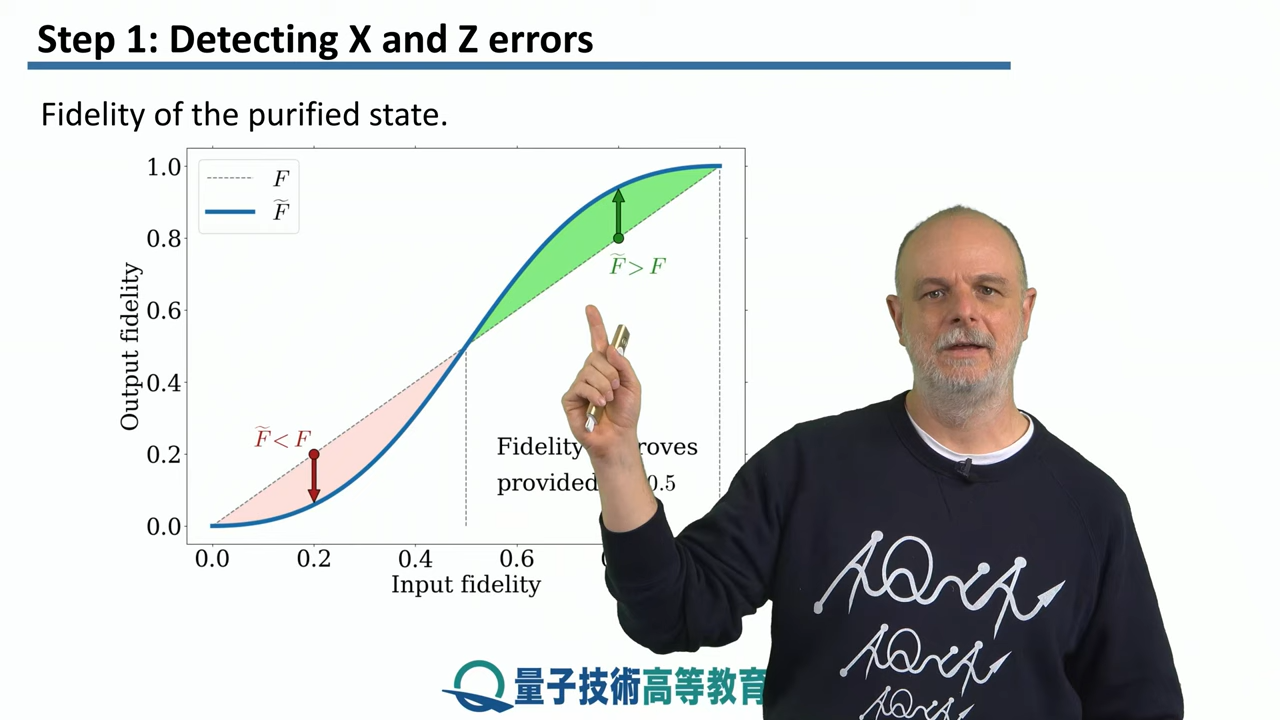 Step 1: Detecting X and Z errors
Fidelity of the purified state.
F
F̃
Output fidelity
1.0
0.8
0.6
0.4
0.2
0.0
F̃ > F
F̃ < F
Fidelity
provided 0.5
0.0 0.2 0.4 0.6
Input fidelity
量子技術高等教育